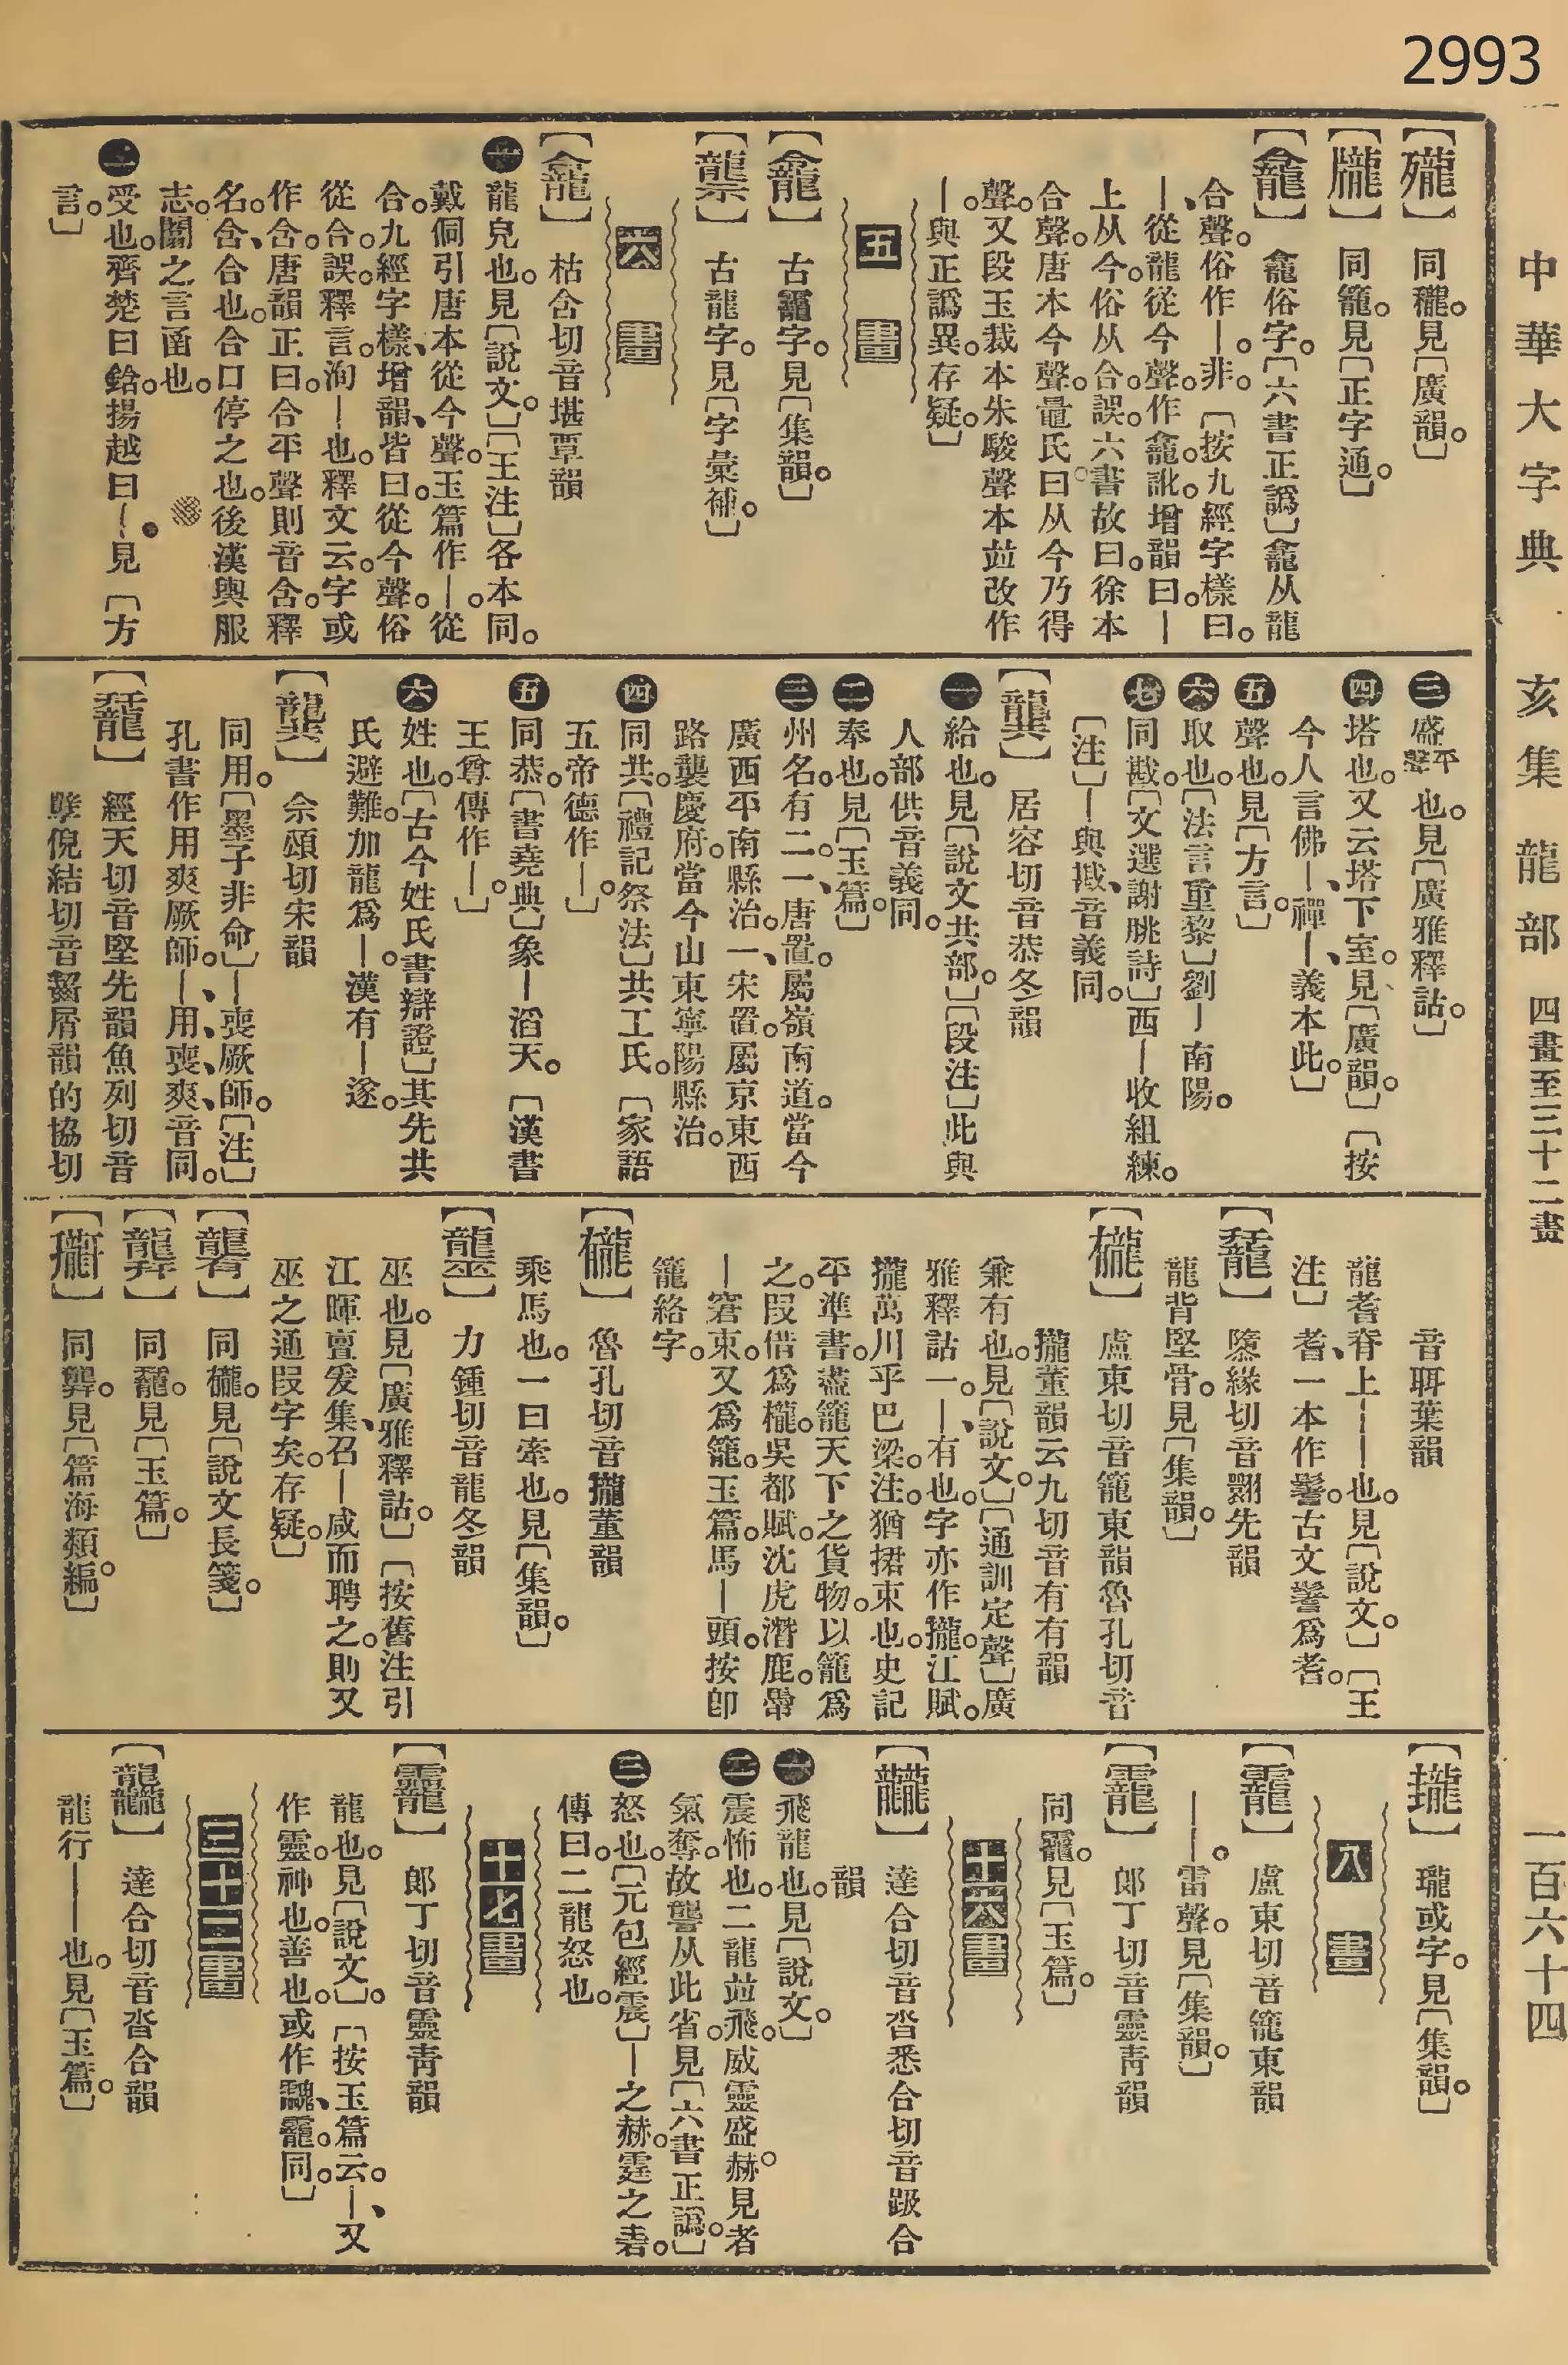 2993
中華大字典　亥集　龍部　四畫至三十二畫　一百六十四
同䆍。見〔廣韻。〕
同籠。見〔正字通。〕
【龕】　龕俗字。〔六書正譌〕龕从龍
合聲。俗作—。非。〔按九經字樣曰。
—、從龍從今聲。作龕。訛。增韻曰。—
上从今。俗从合。誤。六書故曰。徐本
合聲。唐本今聲。鼂氏曰从今乃得
聲。又段玉裁本朱駿聲本並改作
—。與正譌異。存疑。〕
五　畫
古龗字。見〔集韻。〕
古龍字。見〔字彙補。〕
六　畫
【龕】　枯含切音堪覃韻
一龍皃也。見〔說文。〕〔王注〕各本同。
戴侗引唐本從今聲。玉篇作—。從
合。九經字樣、增韻、皆曰。從今聲。俗
從合。誤。釋言。洵—也。釋文云。字或
作含。唐韻正曰。合平聲則音含。釋
名。含、合也。合口停之也。後漢輿服
志。闟之言函也。
二受也。齊楚曰鋡。揚越曰—。見〔方
言。〕
三盛平聲也。見〔廣雅釋詁。〕
四塔也。又云塔下室。見〔廣韻。〕〔按
今人言佛—、禪—、義本此。〕
五聲也。見〔方言。〕
六取也。〔法言重黎〕劉—南陽。
七同戡。〔文選謝朓詩〕西—收組練。
〔注〕—與戡、音義同。
【龔】　居容切音恭冬韻
一給也。見〔說文共部。〕〔段注〕此與
人部供音義同。
二奉也。見〔玉篇。〕
三州名。有二。一、唐置。屬嶺南道。當今
廣西平南縣治。一、宋置。屬京東西
路襲慶府。當今山東寧陽縣治。
四同共。〔禮記祭法〕共工氏。〔家語
五帝德作—。〕
五同恭。〔書堯典〕象—滔天。〔漢書
王尊傳作—。〕
六姓也。〔古今姓氏書辯證〕其先共
氏避難。加龍爲—。漢有—遂。
【龔】　余頌切宋韻
同用。〔墨子非命〕—喪厥師。〔注〕
孔書作用爽厥師。—、用、喪、爽、音同。
【龖】　經天切音堅先韻魚列切音
孽倪結切音齧屑韻的協切
音聑葉韻
龍耆脊上—、—也。見〔說文。〕〔王
注〕耆一本作鬐。古文鬐爲耆。
隳緣切音翾先韻
龍背堅骨。見〔集韻。〕
【龓】　盧東切音籠東韻魯孔切音
攏董韻云九切音有有韻
兼有也。見〔說文。〕〔通訓定聲〕廣
雅釋詁一。—、有也。字亦作攏。江賦。
攏萬川乎巴梁。注。猶捃束也。史記
平準書。盡籠天下之貨物。以籠爲
之。叚借爲櫳。吳都賦。沈虎潛鹿。馽
—窘束。又爲籠。玉篇。馬—頭。按卽
籠絡字。
【龓】　魯孔切音攏董韻
乘馬也。一曰牽也。見〔集韻。〕
力鍾切音龍冬韻
巫也。見〔廣雅釋詁。〕〔按舊注引
江暉亶爰集、召—咸而聘之。則又
巫之通叚字矣。存疑。〕
同龓。見〔說文長箋。〕
同龗。見〔玉篇。〕
同龏。見〔篇海類編。〕
瓏或字。見〔集韻。〕
八　畫
盧東切音籠東韻
—、—。雷聲。見〔集韻。〕
郞丁切音靈靑韻
同龗。見〔玉篇。〕
十六畫
【龖】　達合切音沓悉合切音趿合
韻
一飛龍也。見〔說文。〕
二震怖也。二龍並飛。威靈盛赫。見者
氣奪。故讋从此省。見〔六書正譌。〕
三怒也。〔元包經震〕—之赫。霆之砉。
傳曰。二龍怒也。
十七畫
【龗】　郞丁切音靈靑韻
龍也。見〔說文。〕〔按玉篇云。—、又
作靈。神也。善也。或作䰱、靇。同。〕
三十二畫
達合切音沓合韻
龍行—、—也。見〔玉篇。〕